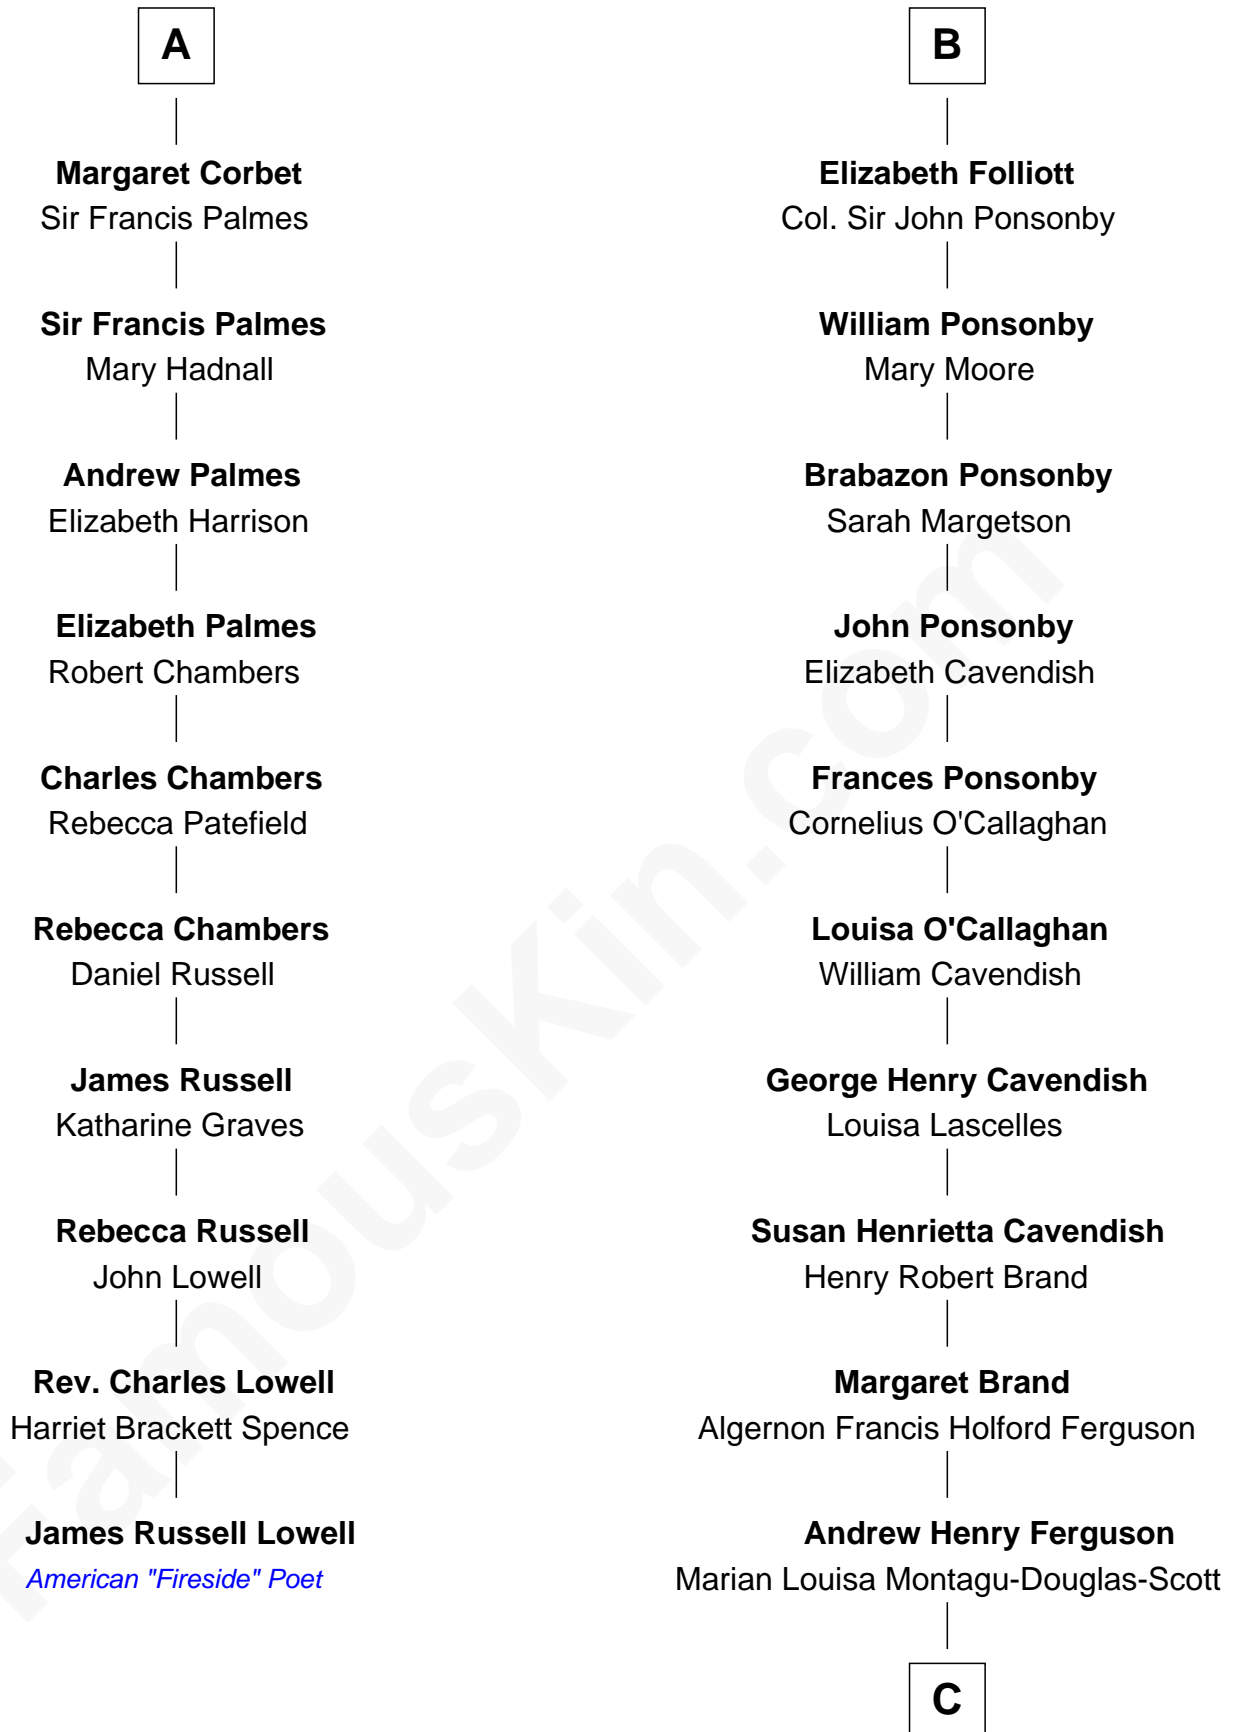 A
Margaret Corbet
Sir Francis Palmes
Sir Francis Palmes
Mary Hadnall
Andrew Palmes
Elizabeth Harrison
Elizabeth Palmes
Robert Chambers
Charles Chambers
Rebecca Patefield
Rebecca Chambers
Daniel Russell
James Russell
Katharine Graves
Rebecca Russell
John Lowell
Rev. Charles Lowell
Harriet Brackett Spence
James Russell Lowell
American "Fireside" Poet
B
Elizabeth Folliott
Col. Sir John Ponsonby
William Ponsonby
Mary Moore
Brabazon Ponsonby
Sarah Margetson
John Ponsonby
Elizabeth Cavendish
Frances Ponsonby
Cornelius O'Callaghan
Louisa O'Callaghan
William Cavendish
George Henry Cavendish
Louisa Lascelles
Susan Henrietta Cavendish
Henry Robert Brand
Margaret Brand
Algernon Francis Holford Ferguson
Andrew Henry Ferguson
Marian Louisa Montagu-Douglas-Scott
C
FamousKin.com